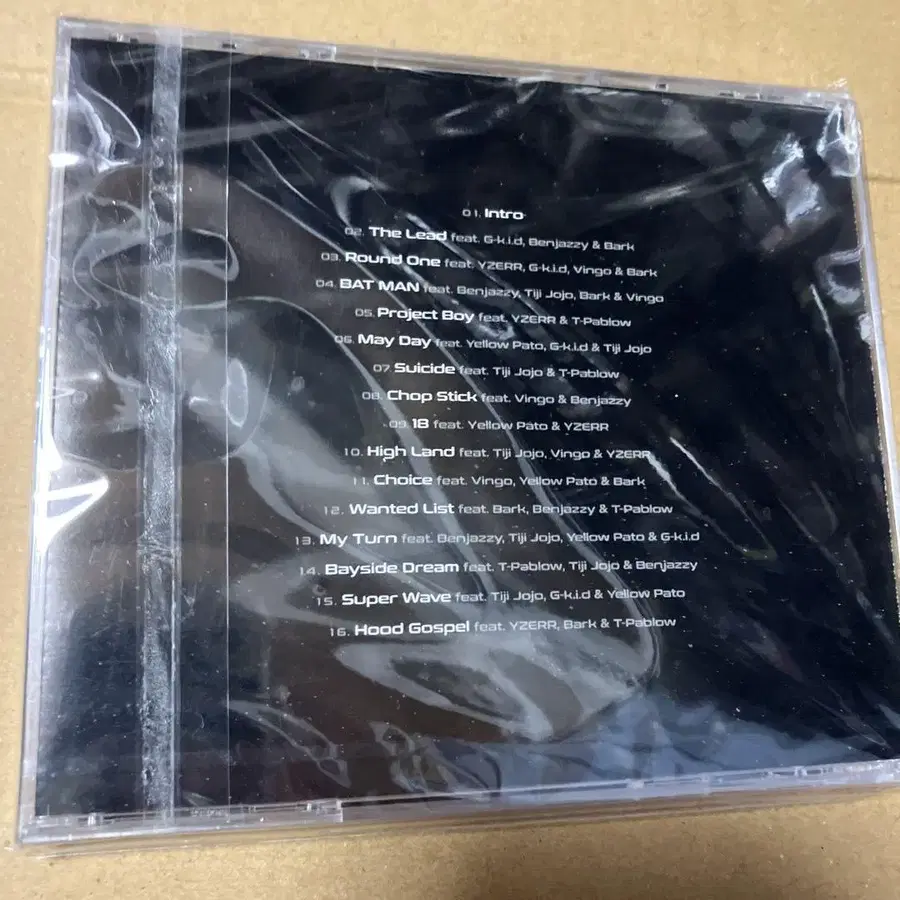 01. Intro
02. The Lead feat. G-k.i.d, Benjazzy & Bark
03. Round One feat. YZERR, G-k.i.d, Vingo & Bark
04. BAT MAN feat. Benjazzy, Tiji Jojo, Bark & Vingo
05. Project Boy feat. YZERR & T-Pablow
06. May Day feat. Yellow Pato, G-k.i.d & Tiji Jojo
07. Suicide feat. Tiji Jojo & T-Pablow
08. Chop Stick feat. Vingo & Benjazzy
09. 18 feat. Yellow Pato & YZERR
10. High Land feat. Tiji Jojo, Vingo & YZERR
11. Choice feat. Vingo, Yellow Pato & Bark
12. Wanted List feat. Bark, Benjazzy & T-Pablow
13. My Turn feat. Benjazzy, Tiji Jojo, Yellow Pato & G-k.i.d
14. Bayside Dream feat. T-Pablow, Tiji Jojo & Benjazzy
15. Super Wave feat. Tiji Jojo, G-k.i.d & Yellow Pato
16. Hood Gospel feat. YZERR, Bark & T-Pablow